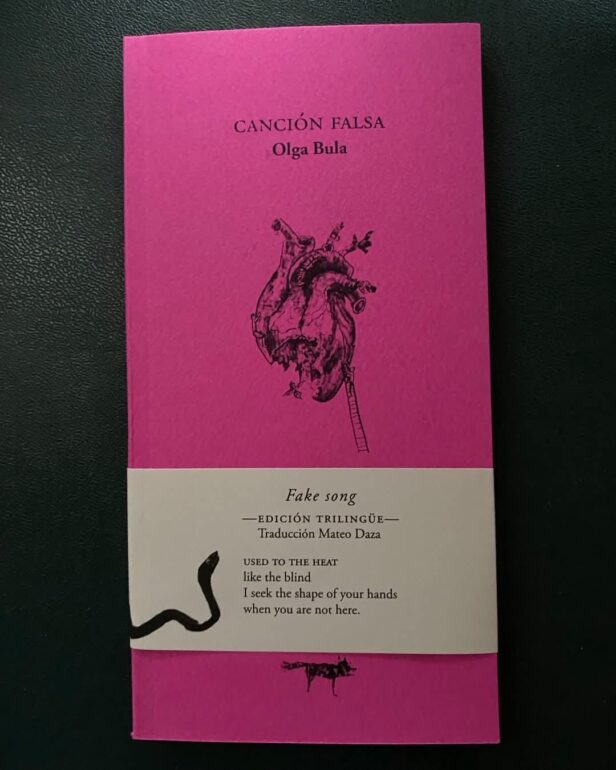 CANCIÓN FALSA
Olga Bula
Fake song
—EDICIÓN TRILINGÜE—
Traducción Mateo Daza
USED TO THE HEAT
like the blind
I seek the shape of your hands
when you are not here.